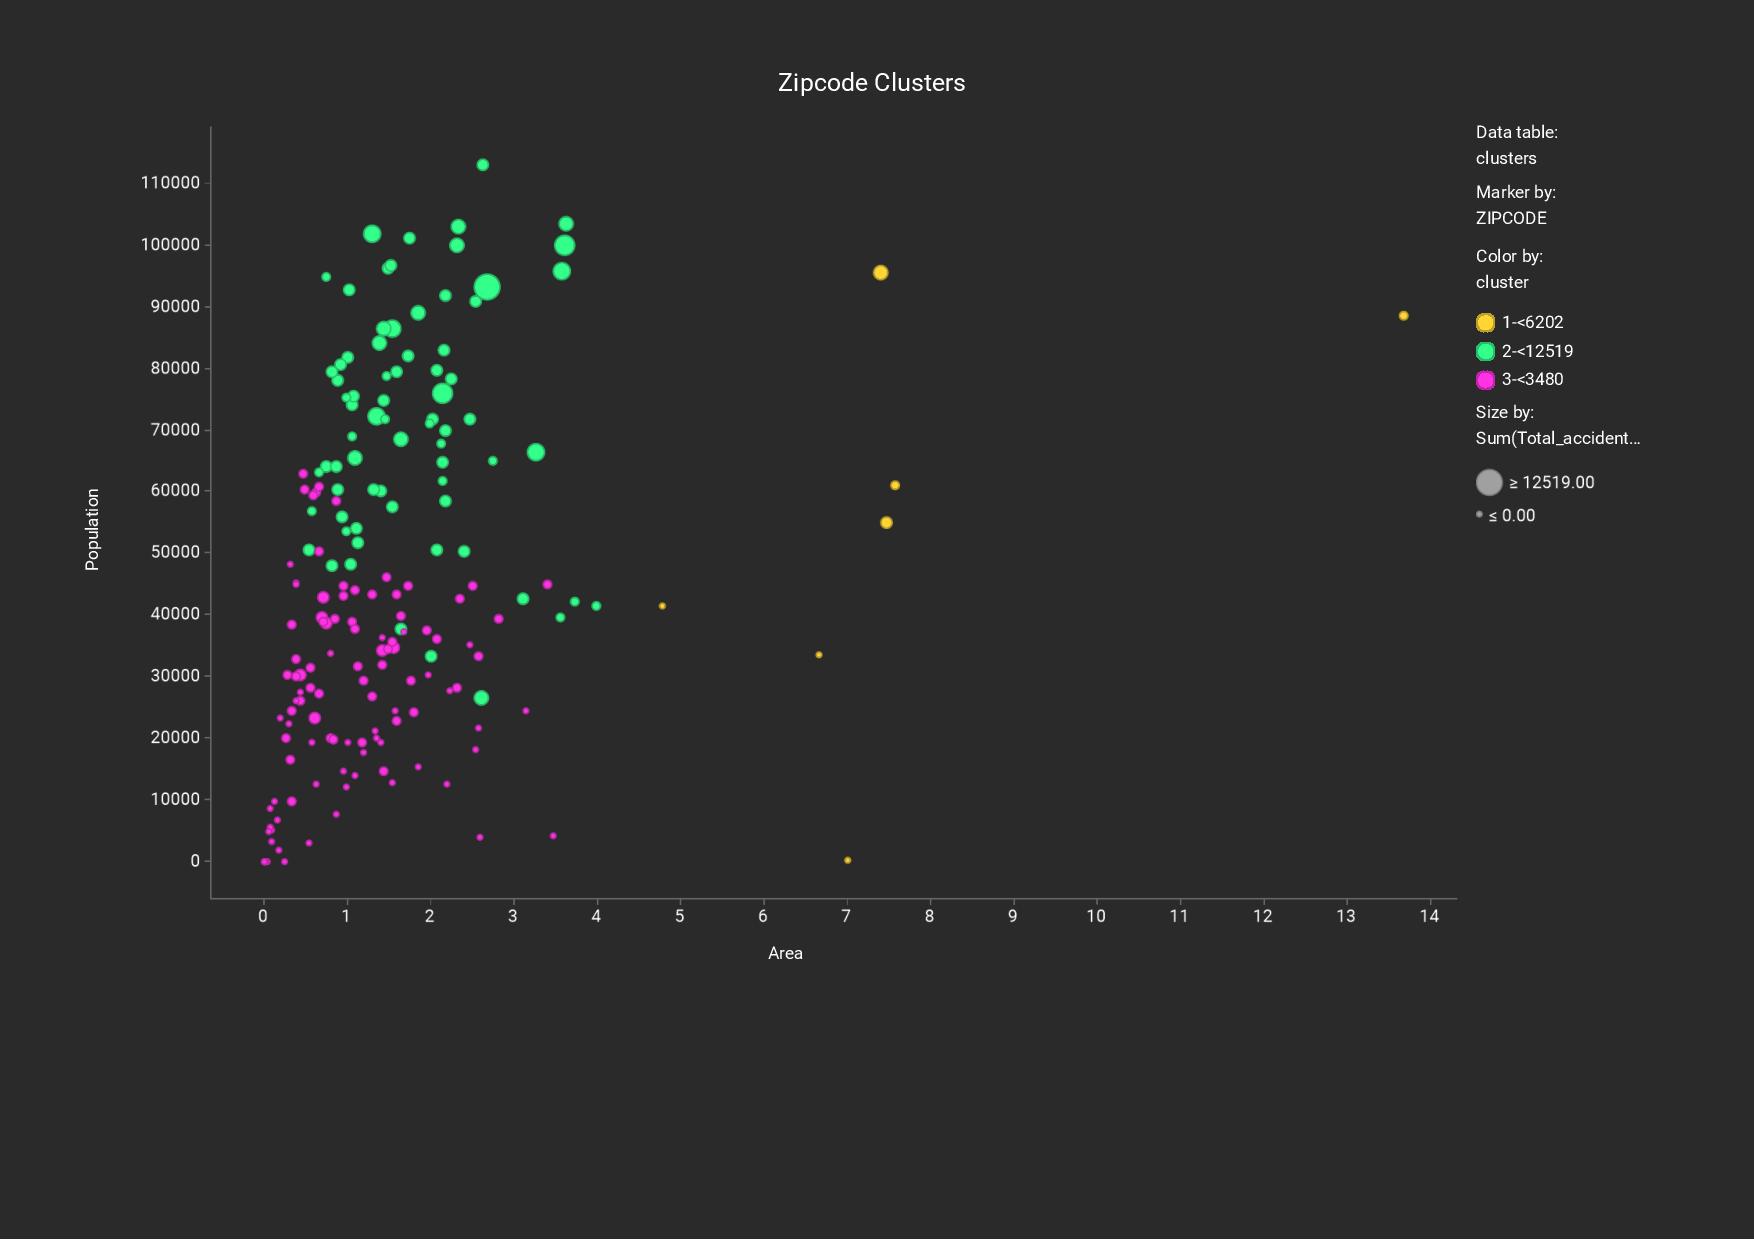 Zipcode Clusters
Data table:
clusters
Marker by:
ZIPCODE
Color by:
cluster
1-<6202
2-<12519
3-<3480
Size by:
Sum(Total_accident...
≥ 12519.00
≤ 0.00
Population
110000
100000
90000
80000
70000
60000
50000
40000
30000
20000
10000
0
0 1 2 3 4 5 6 7 8 9 10 11 12 13 14
Area